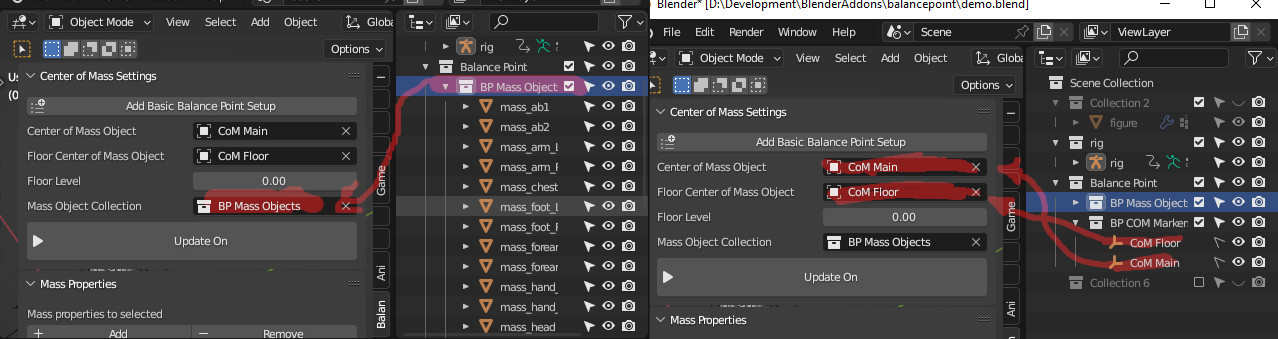 Object Mode
View
Select
Add
Object
Global
Options
Us
(0
Center of Mass Settings
Add Basic Balance Point Setup
Center of Mass Object
CoM Main
Floor Center of Mass Object
CoM Floor
Floor Level
0.00
Mass Object Collection
BP Mass Objects
Update On
Mass Properties
Mass properties to selected
Add
Remove
Game
Ani
Balan
rig
Balance Point
BP Mass Object
mass_ab1
mass_ab2
mass_arm_L
mass_arm_R
mass_chest
mass_foot_L
mass_foot_R
mass_forear
mass_forear
mass_hand_
mass_hand_
mass_head
Blender* [D:\Development\BlenderAddons\balancepoint\demo.blend]
File
Edit
Render
Window
Scene
ViewLayer
Object Mode
View
Select
Add
Object
Options
Center of Mass Settings
Add Basic Balance Point Setup
Center of Mass Object
CoM Main
Floor Center of Mass Object
CoM Floor
Floor Level
0.00
Mass Object Collection
BP Mass Objects
Update On
Mass Properties
Game
Ani
Scene Collection
Collection 2
figure
rig
rig
Balance Point
BP Mass Object
BP COM Marker
CoM Floor
CoM Main
Collection 6